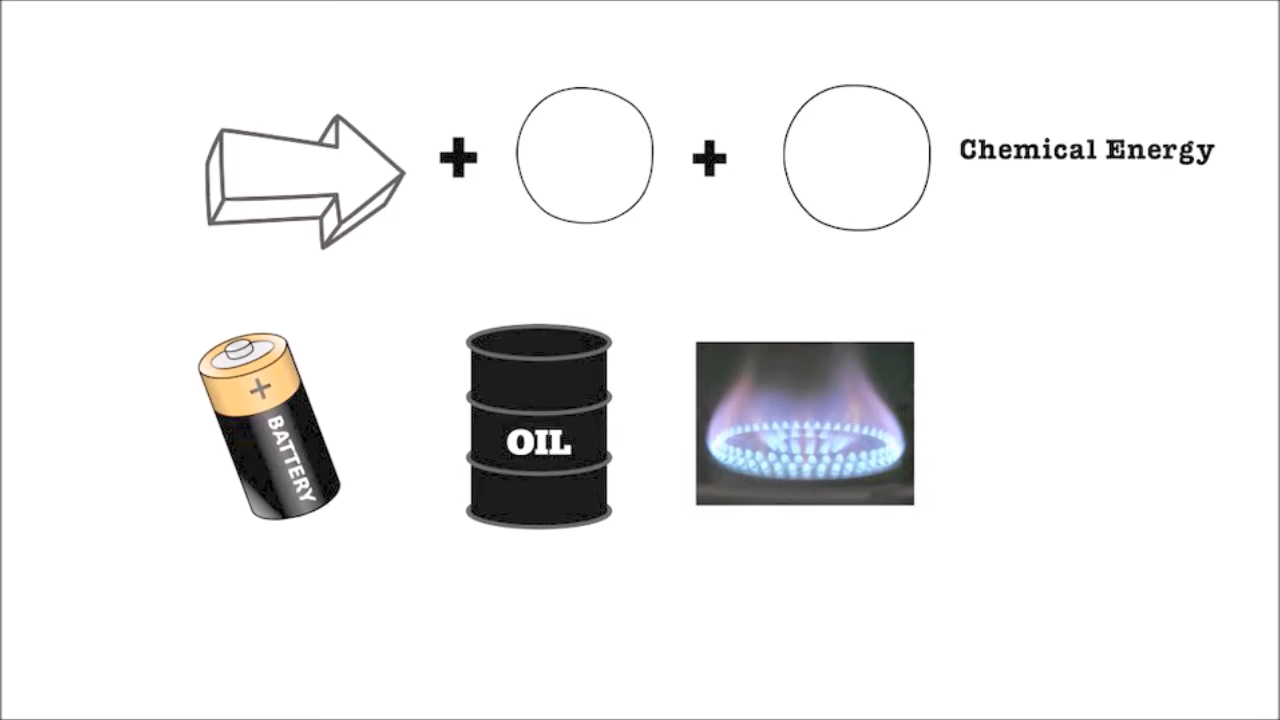 +
+
Chemical Energy
+
BATTERY
OIL